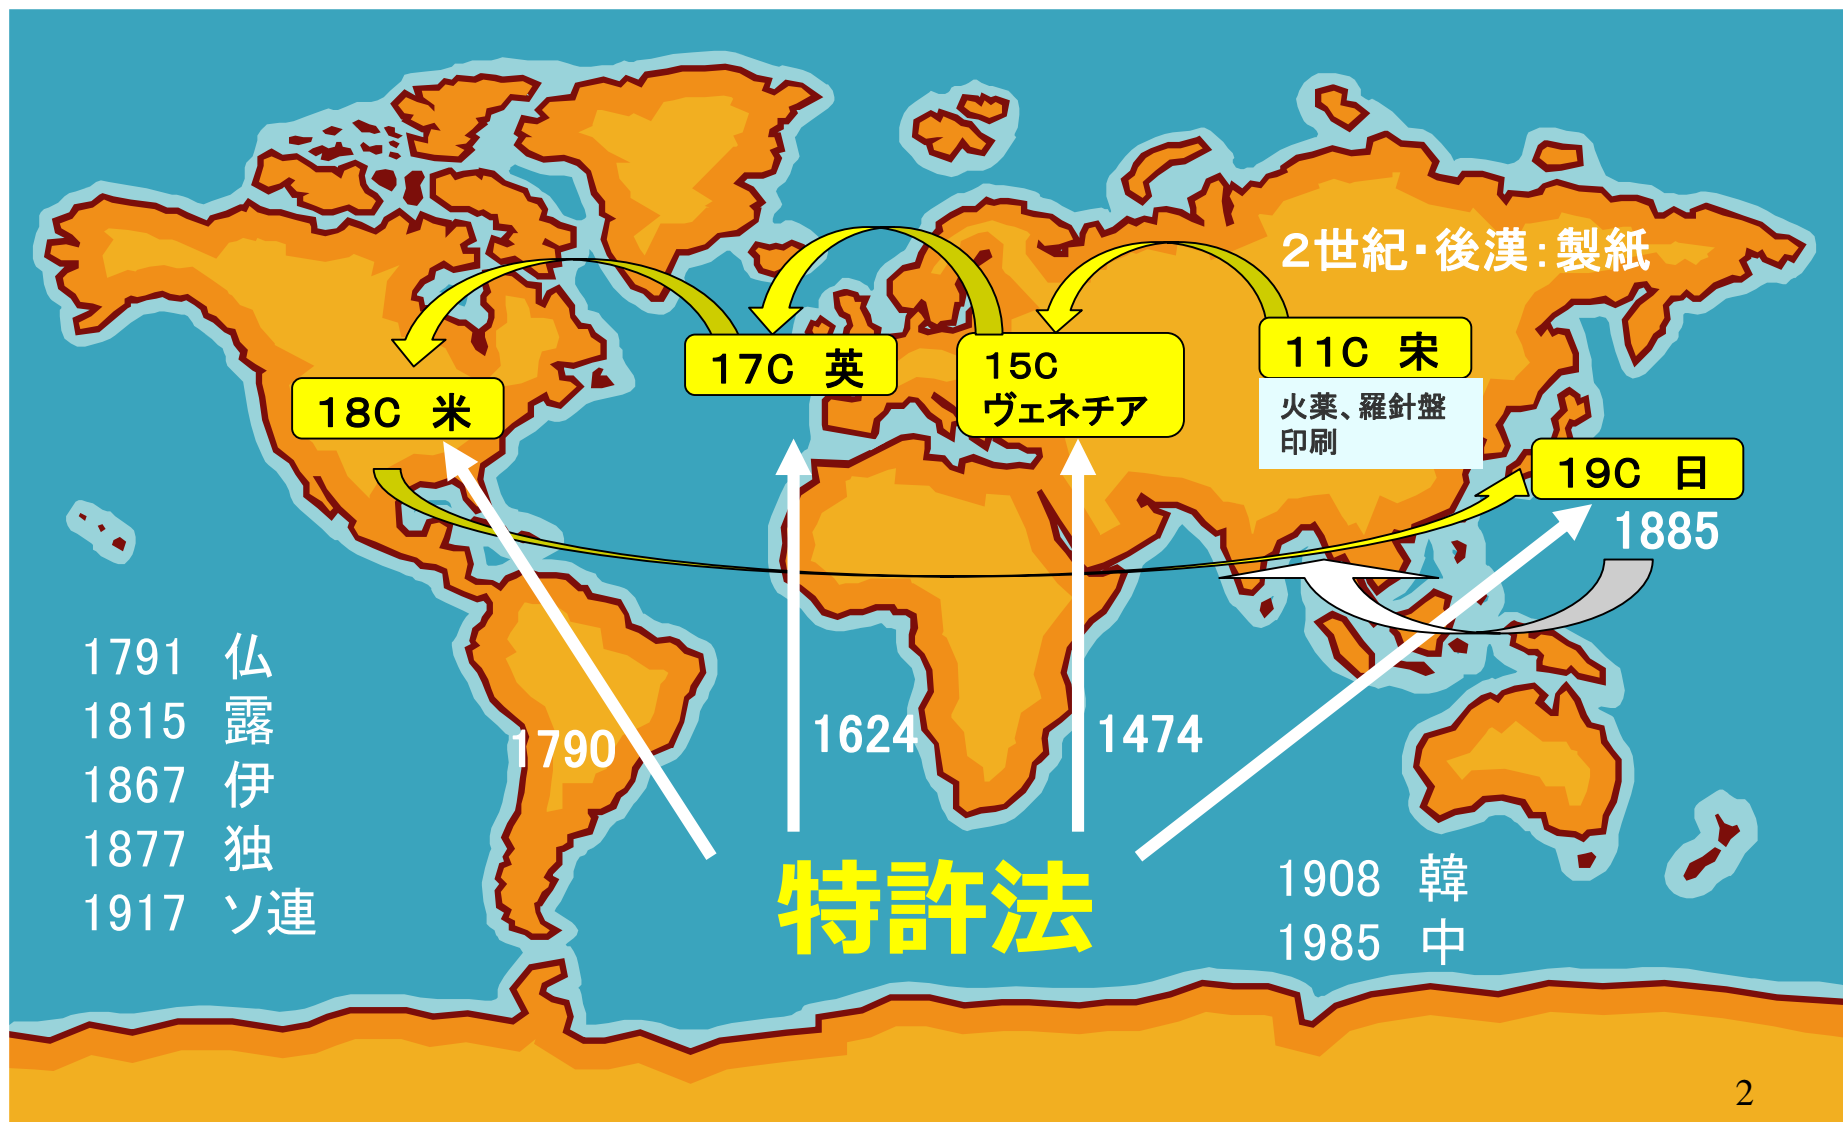 ２世紀・後漢：製紙
１１Ｃ　宋
火薬、羅針盤
印刷
１５Ｃ
ヴェネチア
１７Ｃ　英
１８Ｃ　米
１９Ｃ　日
1885
1790
1624
1474
特許法
1791　仏
1815　露
1867　伊
1877　独
1917　ソ連
1908　韓
1985　中
2